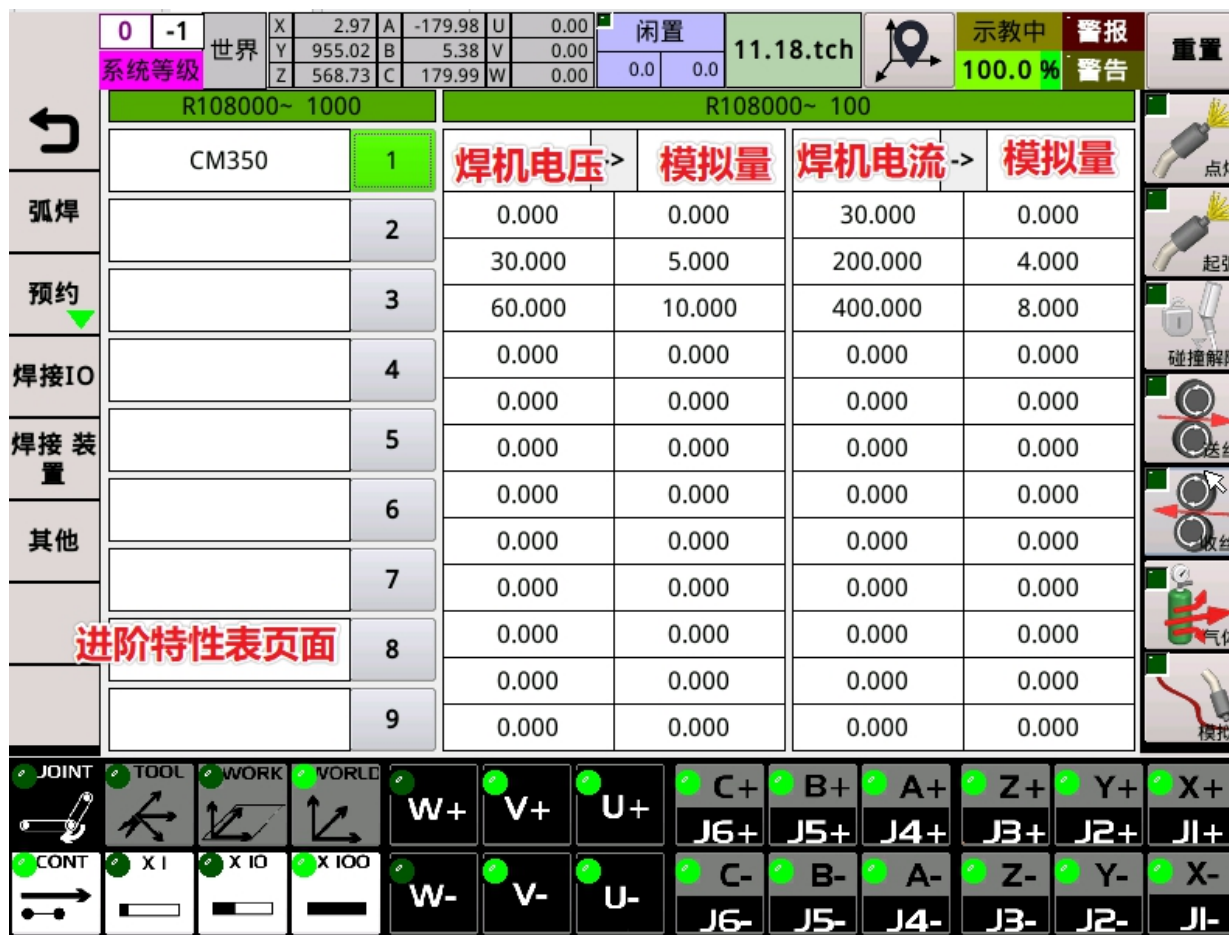 0 -1 世界 X 2.97 A -179.98 U 0.00 闲置 11.18.tch 示教中 警报 重置
Y 955.02 B 5.38 V 0.00
系统等级 Z 568.73 C 179.99 W 0.00 0.0 0.0 100.0 % 警告
R108000~ 1000 R108000~ 100
CM350 1 焊机电压 -> 模拟量 焊机电流 -> 模拟量
弧焊
2 0.000 0.000 30.000 0.000
30.000 5.000 200.000 4.000
预约
3 60.000 10.000 400.000 8.000
碰撞解
焊接IO
4 0.000 0.000 0.000 0.000
0.000 0.000 0.000 0.000
焊接 装
置
5 0.000 0.000 0.000 0.000
送丝
6 0.000 0.000 0.000 0.000
其他
0.000 0.000 0.000 0.000
收丝
7 0.000 0.000 0.000 0.000
进阶特性表页面
8 0.000 0.000 0.000 0.000
0.000 0.000 0.000 0.000
9 0.000 0.000 0.000 0.000
JOINT TOOL WORK WORLD W+ V+ U+ C+ B+ A+ Z+ Y+ X+
J6+ J5+ J4+ J3+ J2+ J1+
CONT X 1 X 10 X 100 W- V- U- C- B- A- Z- Y- X-
J6- J5- J4- J3- J2- J1-